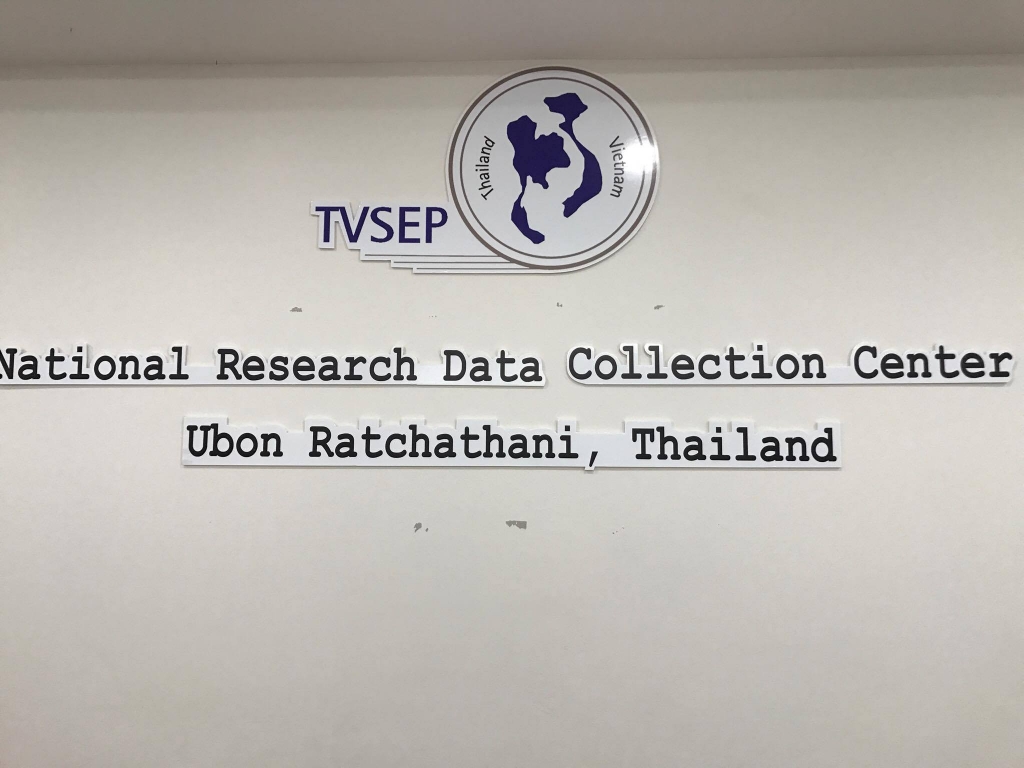 Thailand
Vietnam
TVSEP
National Research Data Collection Center
Ubon Ratchathani, Thailand